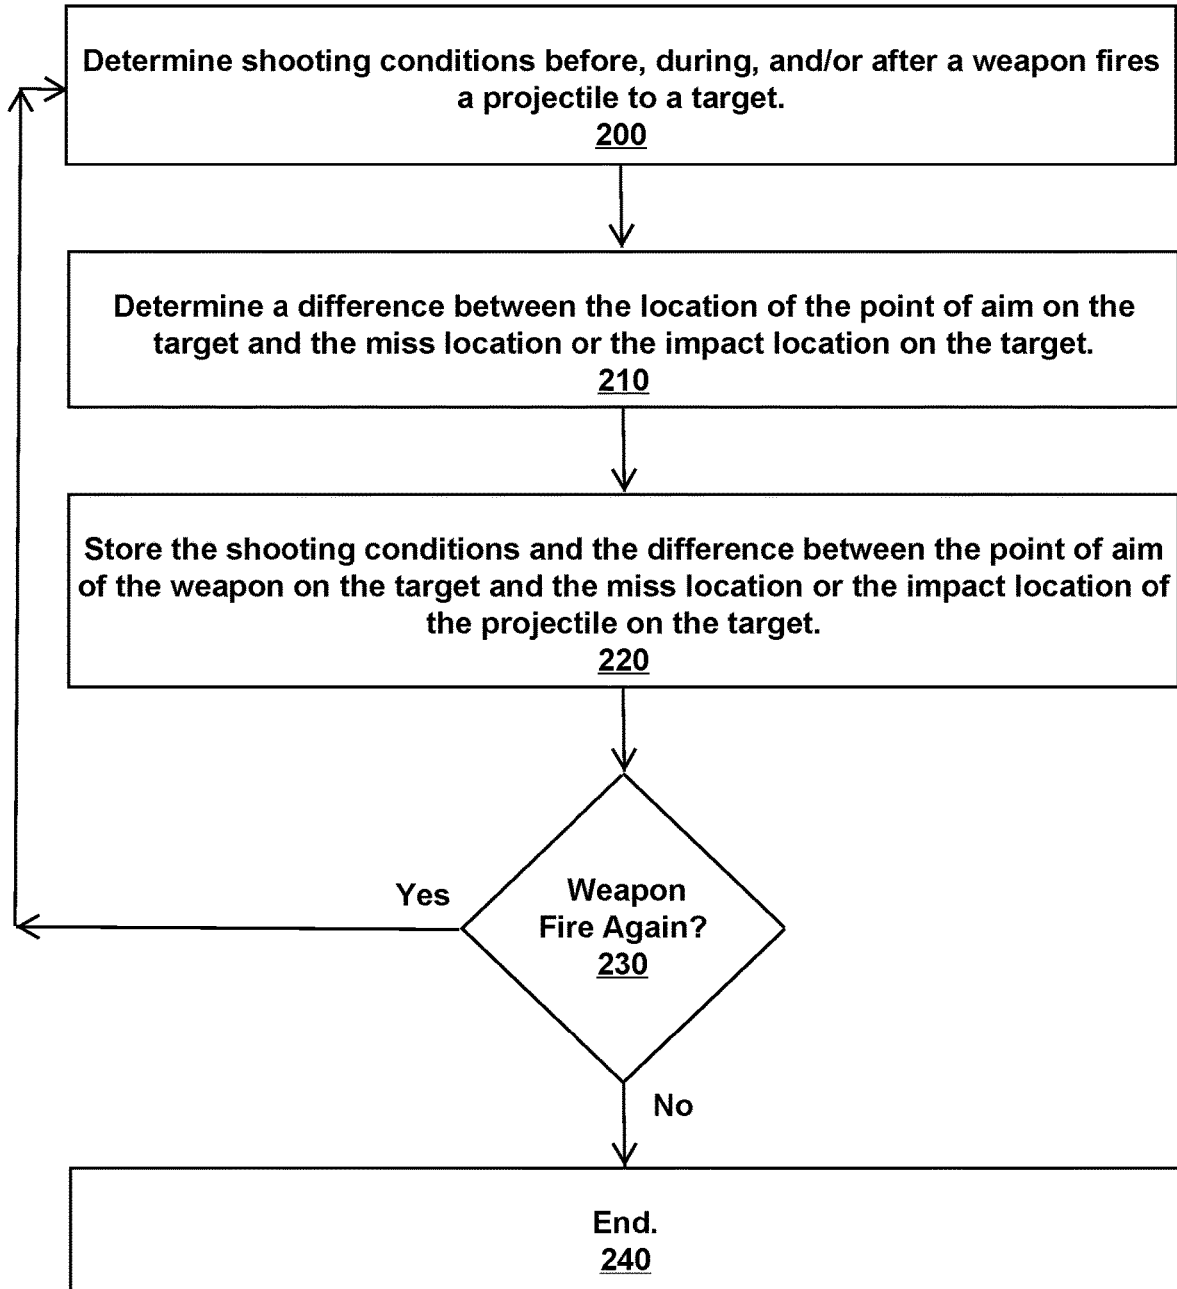 Determine shooting conditions before, during, and/or after a weapon fires
a projectile to a target.
200
Determine a difference between the location of the point of aim on the
target and the miss location or the impact location on the target.
210
Store the shooting conditions and the difference between the point of aim
of the weapon on the target and the miss location or the impact location of
the projectile on the target.
220
Yes
Weapon
Fire Again?
230
No
End.
240